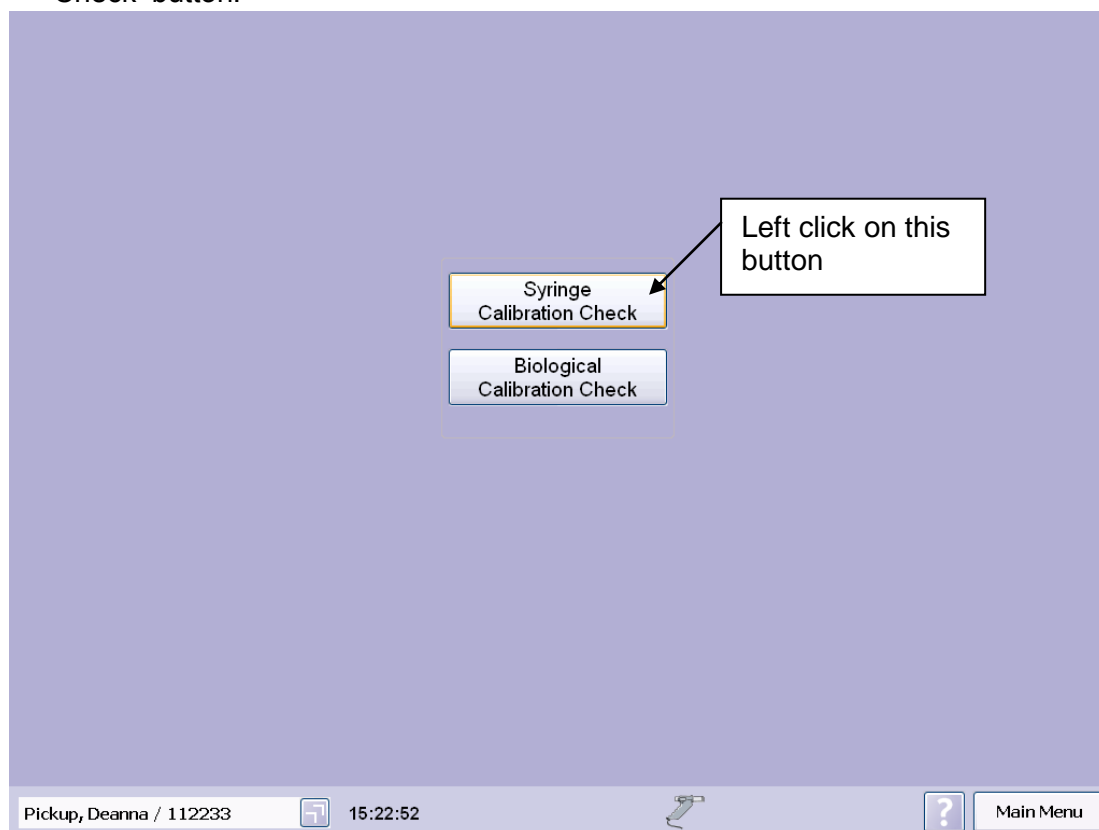 Check button.
Left click on this
button
Syringe
Calibration Check
Biological
Calibration Check
Pickup, Deanna / 112233
15:22:52
?
Main Menu